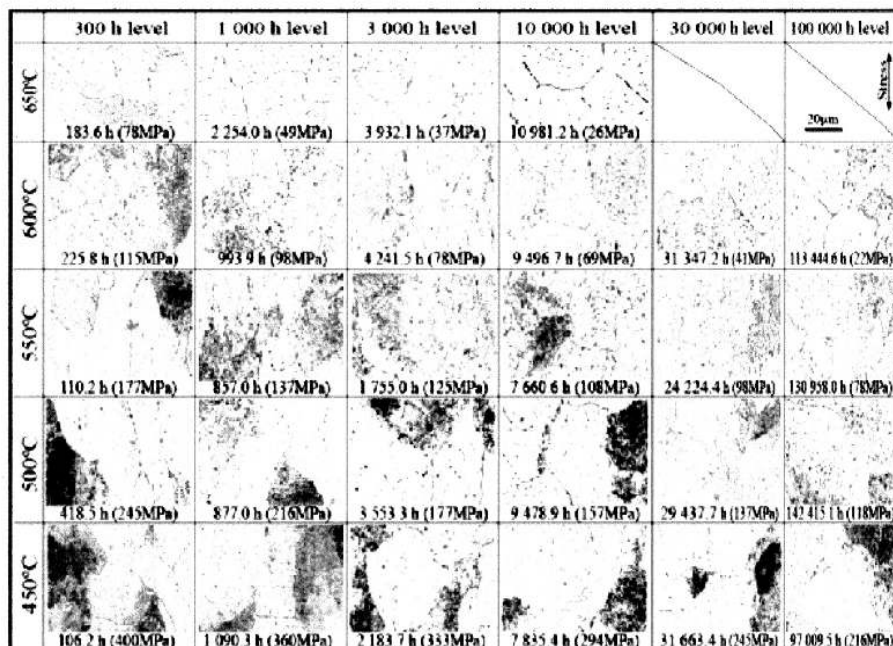 300 h level 1 000 h level 3 000 h level 10 000 h level 30 000 h level 100 000 h level
650°C
183.6 h (78MPa) 2 254.0 h (49MPa) 3 932.1 h (37MPa) 10 981.2 h (26MPa)
Stress
20μm
600°C
225.8 h (115MPa) 993.9 h (98MPa) 4 241.5 h (78MPa) 9 496.7 h (69MPa) 31 347.2 h (41MPa) 113 444.6 h (22MPa)
550°C
110.2 h (177MPa) 857.0 h (137MPa) 1 755.0 h (125MPa) 7 660.6 h (108MPa) 24 224.4 h (98MPa) 130 958.0 h (78MPa)
500°C
418.5 h (245MPa) 877.0 h (216MPa) 3 553.3 h (177MPa) 9 478.9 h (157MPa) 29 437.7 h (137MPa) 142 415.1 h (118MPa)
450°C
106.2 h (400MPa) 1 090.3 h (360MPa) 2 183.7 h (333MPa) 7 835.4 h (294MPa) 31 663.4 h (245MPa) 97 009.5 h (216MPa)